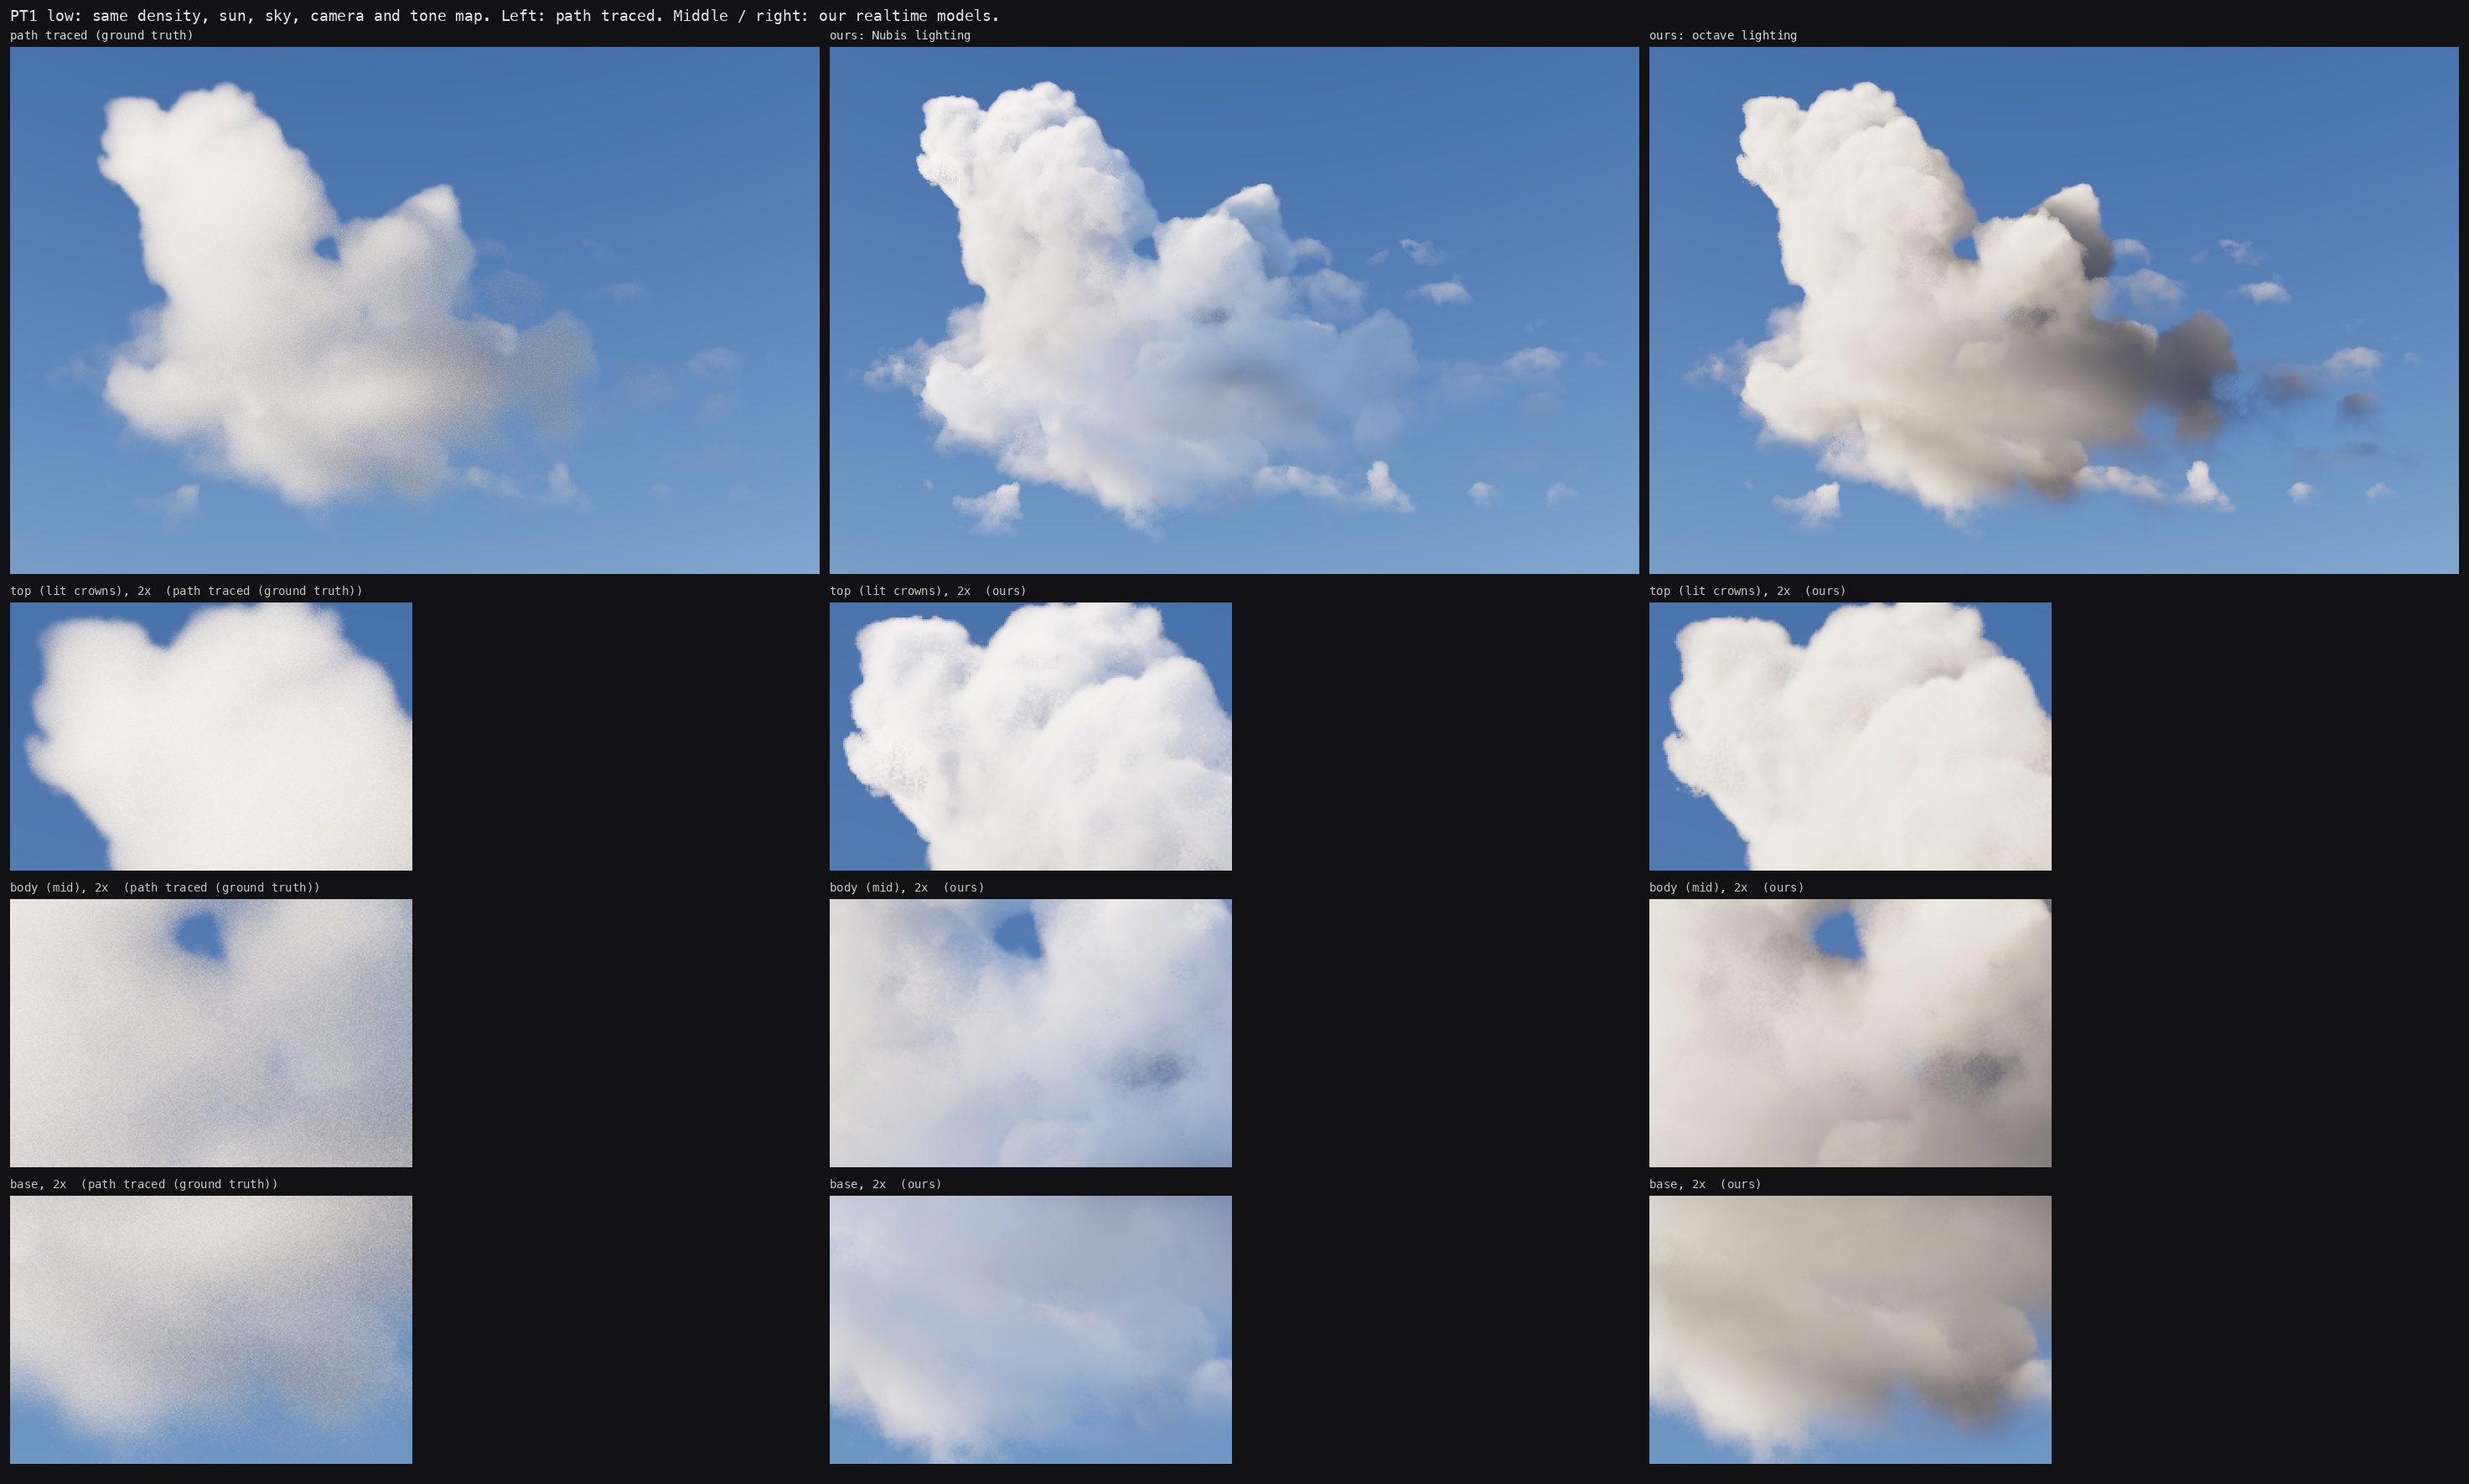 PT1 low: same density, sun, sky, camera and tone map. Left: path traced. Middle / right: our realtime models.
path traced (ground truth)
ours: Nubis lighting
ours: octave lighting
top (lit crowns), 2x  (path traced (ground truth))
top (lit crowns), 2x  (ours)
top (lit crowns), 2x  (ours)
body (mid), 2x  (path traced (ground truth))
body (mid), 2x  (ours)
body (mid), 2x  (ours)
base, 2x  (path traced (ground truth))
base, 2x  (ours)
base, 2x  (ours)